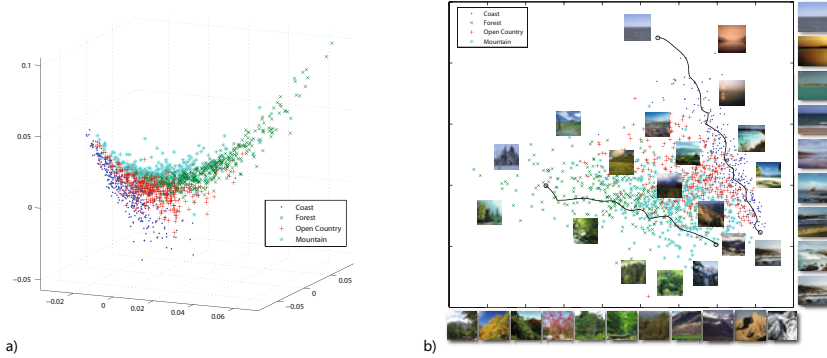 0.1
0.05
0
−0.05
−0.02
0
0.02
0.04
0.06
−0.05
0
0.05
Coast
Forest
Open Country
Mountain
a)
Coast
Forest
Open Country
Mountain
b)